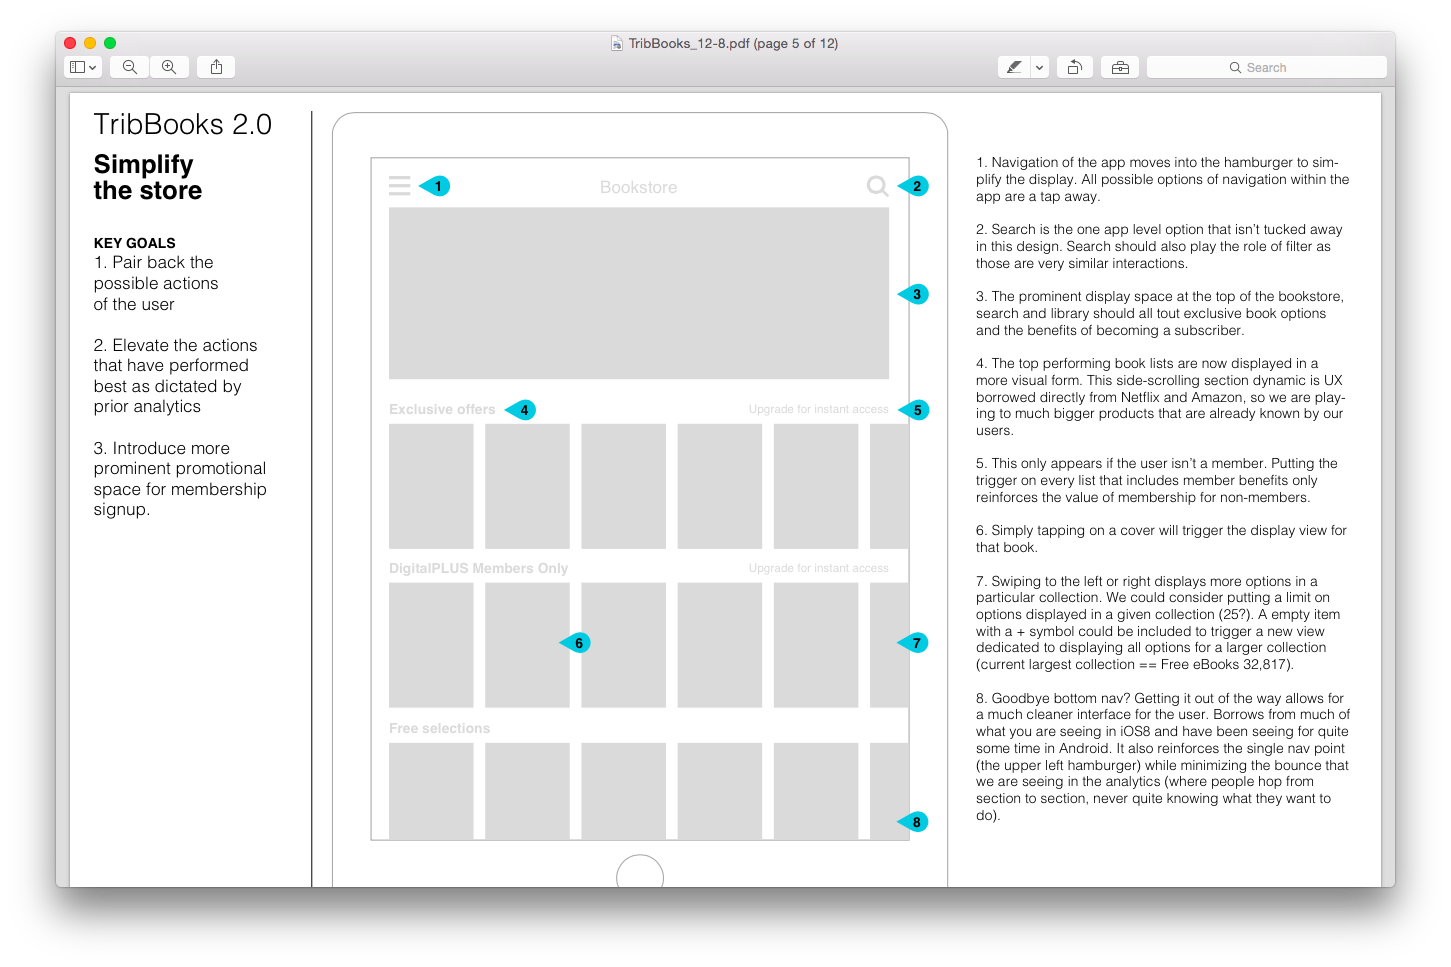 TribBooks_12-8.pdf (page 5 of 12)
Search
TribBooks 2.0
Simplify
the store
KEY GOALS
1. Pair back the
possible actions
of the user
2. Elevate the actions
that have performed
best as dictated by
prior analytics
3. Introduce more
prominent promotional
space for membership
signup.
1
Bookstore
2
3
Exclusive offers
4
Upgrade for instant access
5
DigitalPLUS Members Only
Upgrade for instant access
6
7
Free selections
8
1. Navigation of the app moves into the hamburger to sim-
plify the display. All possible options of navigation within the
app are a tap away.
2. Search is the one app level option that isn't tucked away
in this design. Search should also play the role of filter as
those are very similar interactions.
3. The prominent display space at the top of the bookstore,
search and library should all tout exclusive book options
and the benefits of becoming a subscriber.
4. The top performing book lists are now displayed in a
more visual form. This side-scrolling section dynamic is UX
borrowed directly from Netflix and Amazon, so we are play-
ing to much bigger products that are already known by our
users.
5. This only appears if the user isn't a member. Putting the
trigger on every list that includes member benefits only
reinforces the value of membership for non-members.
6. Simply tapping on a cover will trigger the display view for
that book.
7. Swiping to the left or right displays more options in a
particular collection. We could consider putting a limit on
options displayed in a given collection (25?). A empty item
with a + symbol could be included to trigger a new view
dedicated to displaying all options for a larger collection
(current largest collection == Free eBooks 32,817).
8. Goodbye bottom nav? Getting it out of the way allows for
a much cleaner interface for the user. Borrows from much of
what you are seeing in iOS8 and have been seeing for quite
some time in Android. It also reinforces the single nav point
(the upper left hamburger) while minimizing the bounce that
we are seeing in the analytics (where people hop from
section to section, never quite knowing what they want to
do).